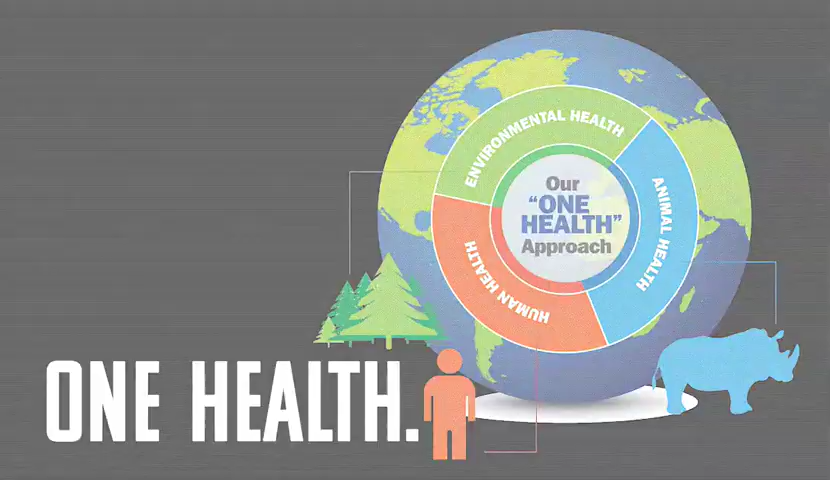 ENVIRONMENTAL HEALTH
ANIMAL HEALTH
HUMAN HEALTH
Our
"ONE
HEALTH"
Approach
ONE HEALTH.